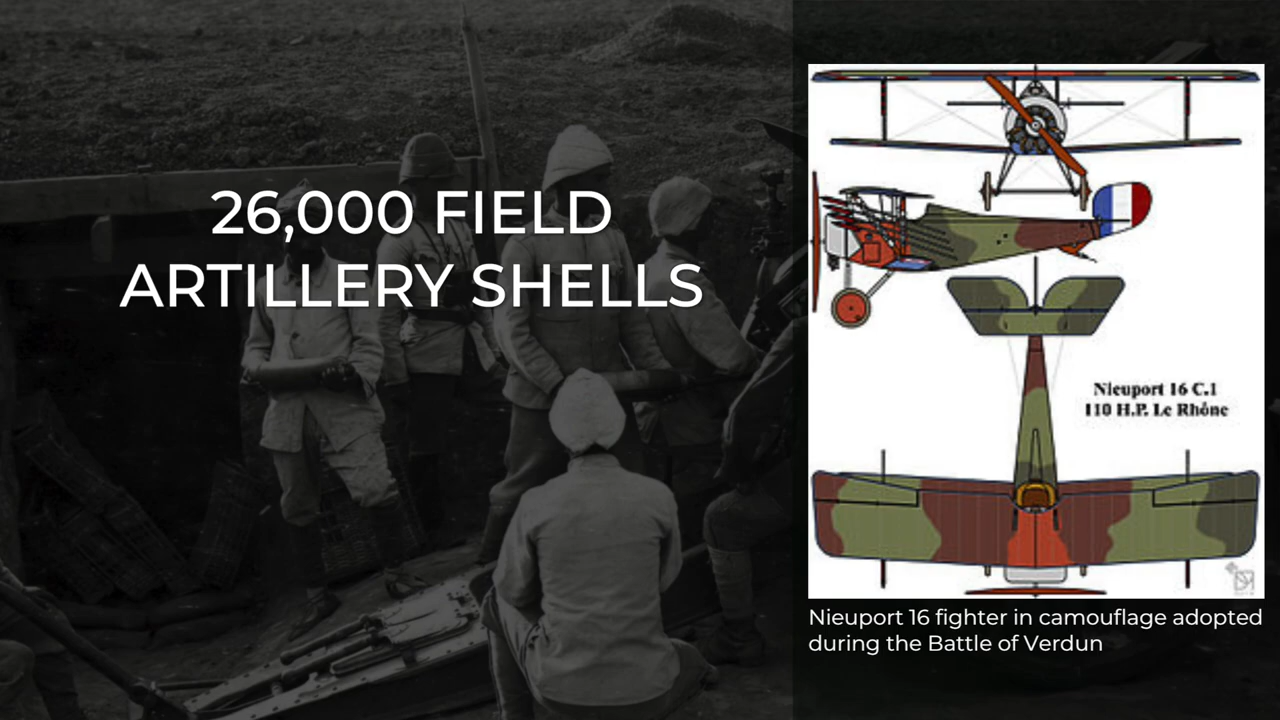 26,000 FIELD
ARTILLERY SHELLS
Nieuport 16 C.1
110 H.P. Le Rhône
Nieuport 16 fighter in camouflage adopted
during the Battle of Verdun